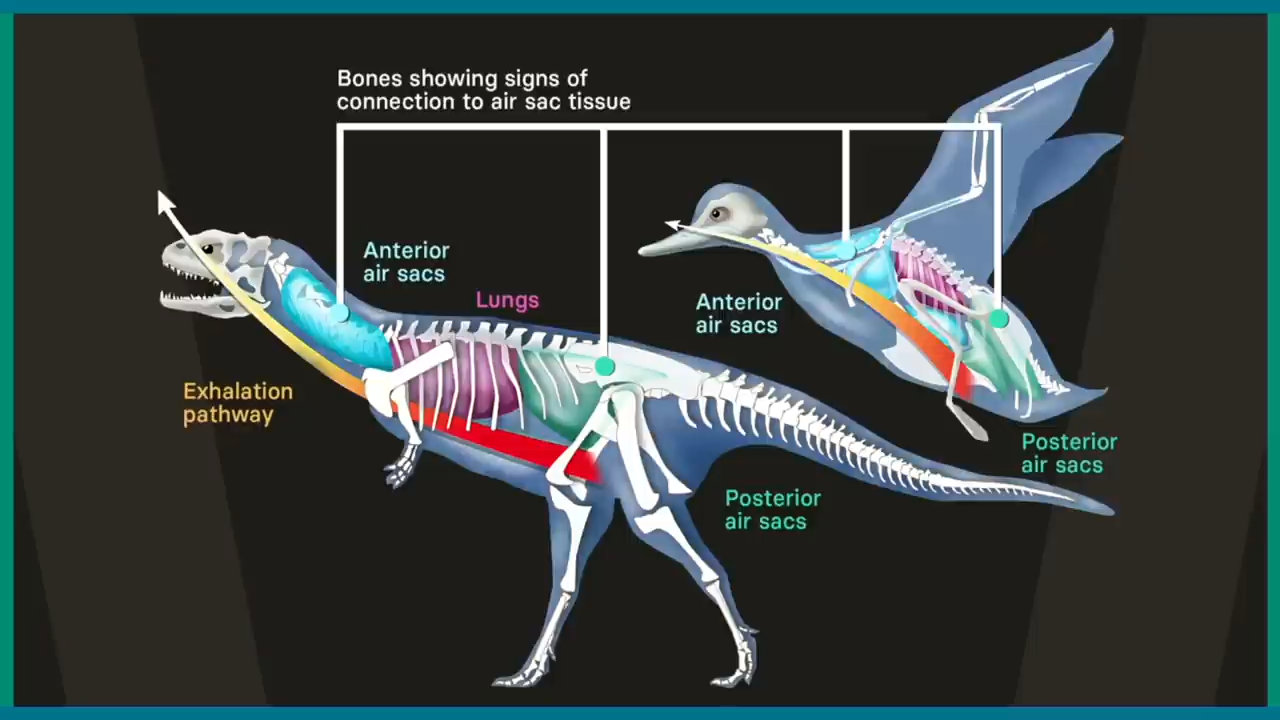 Bones showing signs of
connection to air sac tissue
Anterior
air sacs
Lungs
Anterior
air sacs
Exhalation
pathway
Posterior
air sacs
Posterior
air sacs